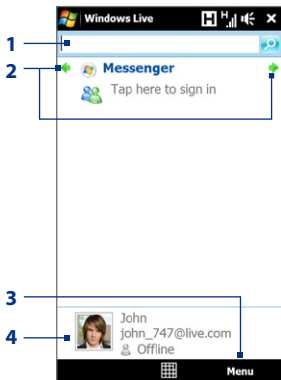 Windows Live
H
H
1
2
Messenger
Tap here to sign in
3
John
4
john_747@live.com
Offline
Menu